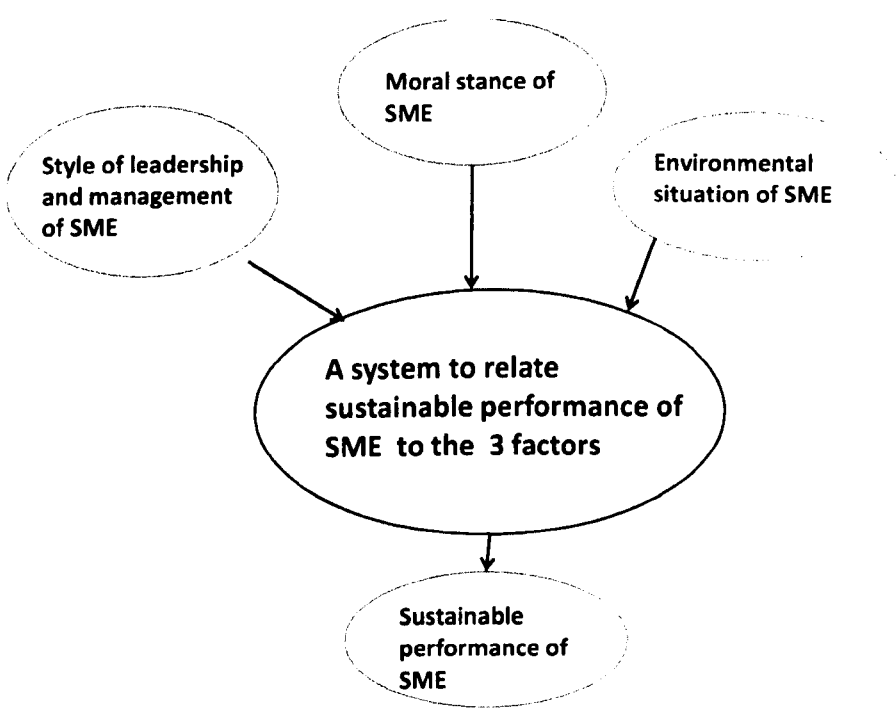 Moral stance of
SME
Style of leadership
and management
of SME
Environmental
situation of SME
A system to relate
sustainable performance of
SME to the 3 factors
Sustainable
performance of
SME